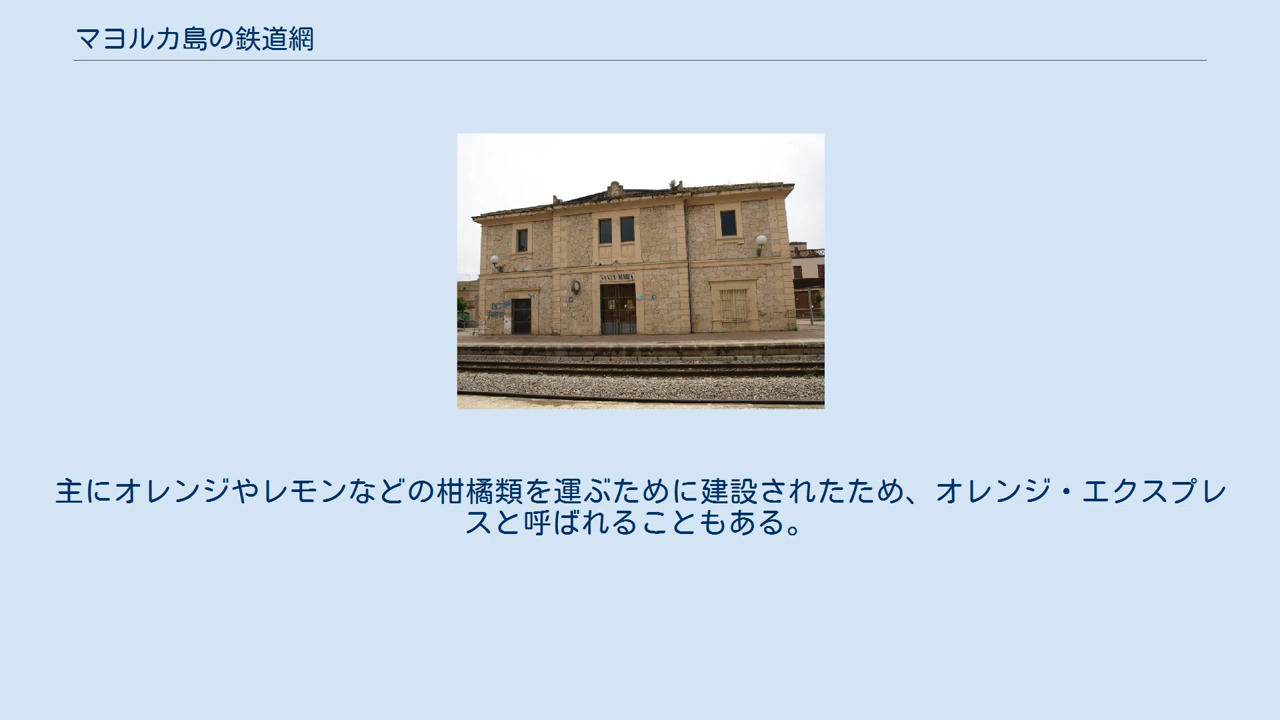 マヨルカ島の鉄道網
SANTA MARIA
主にオレンジやレモンなどの柑橘類を運ぶために建設されたため、オレンジ・エクスプレ
スと呼ばれることもある。